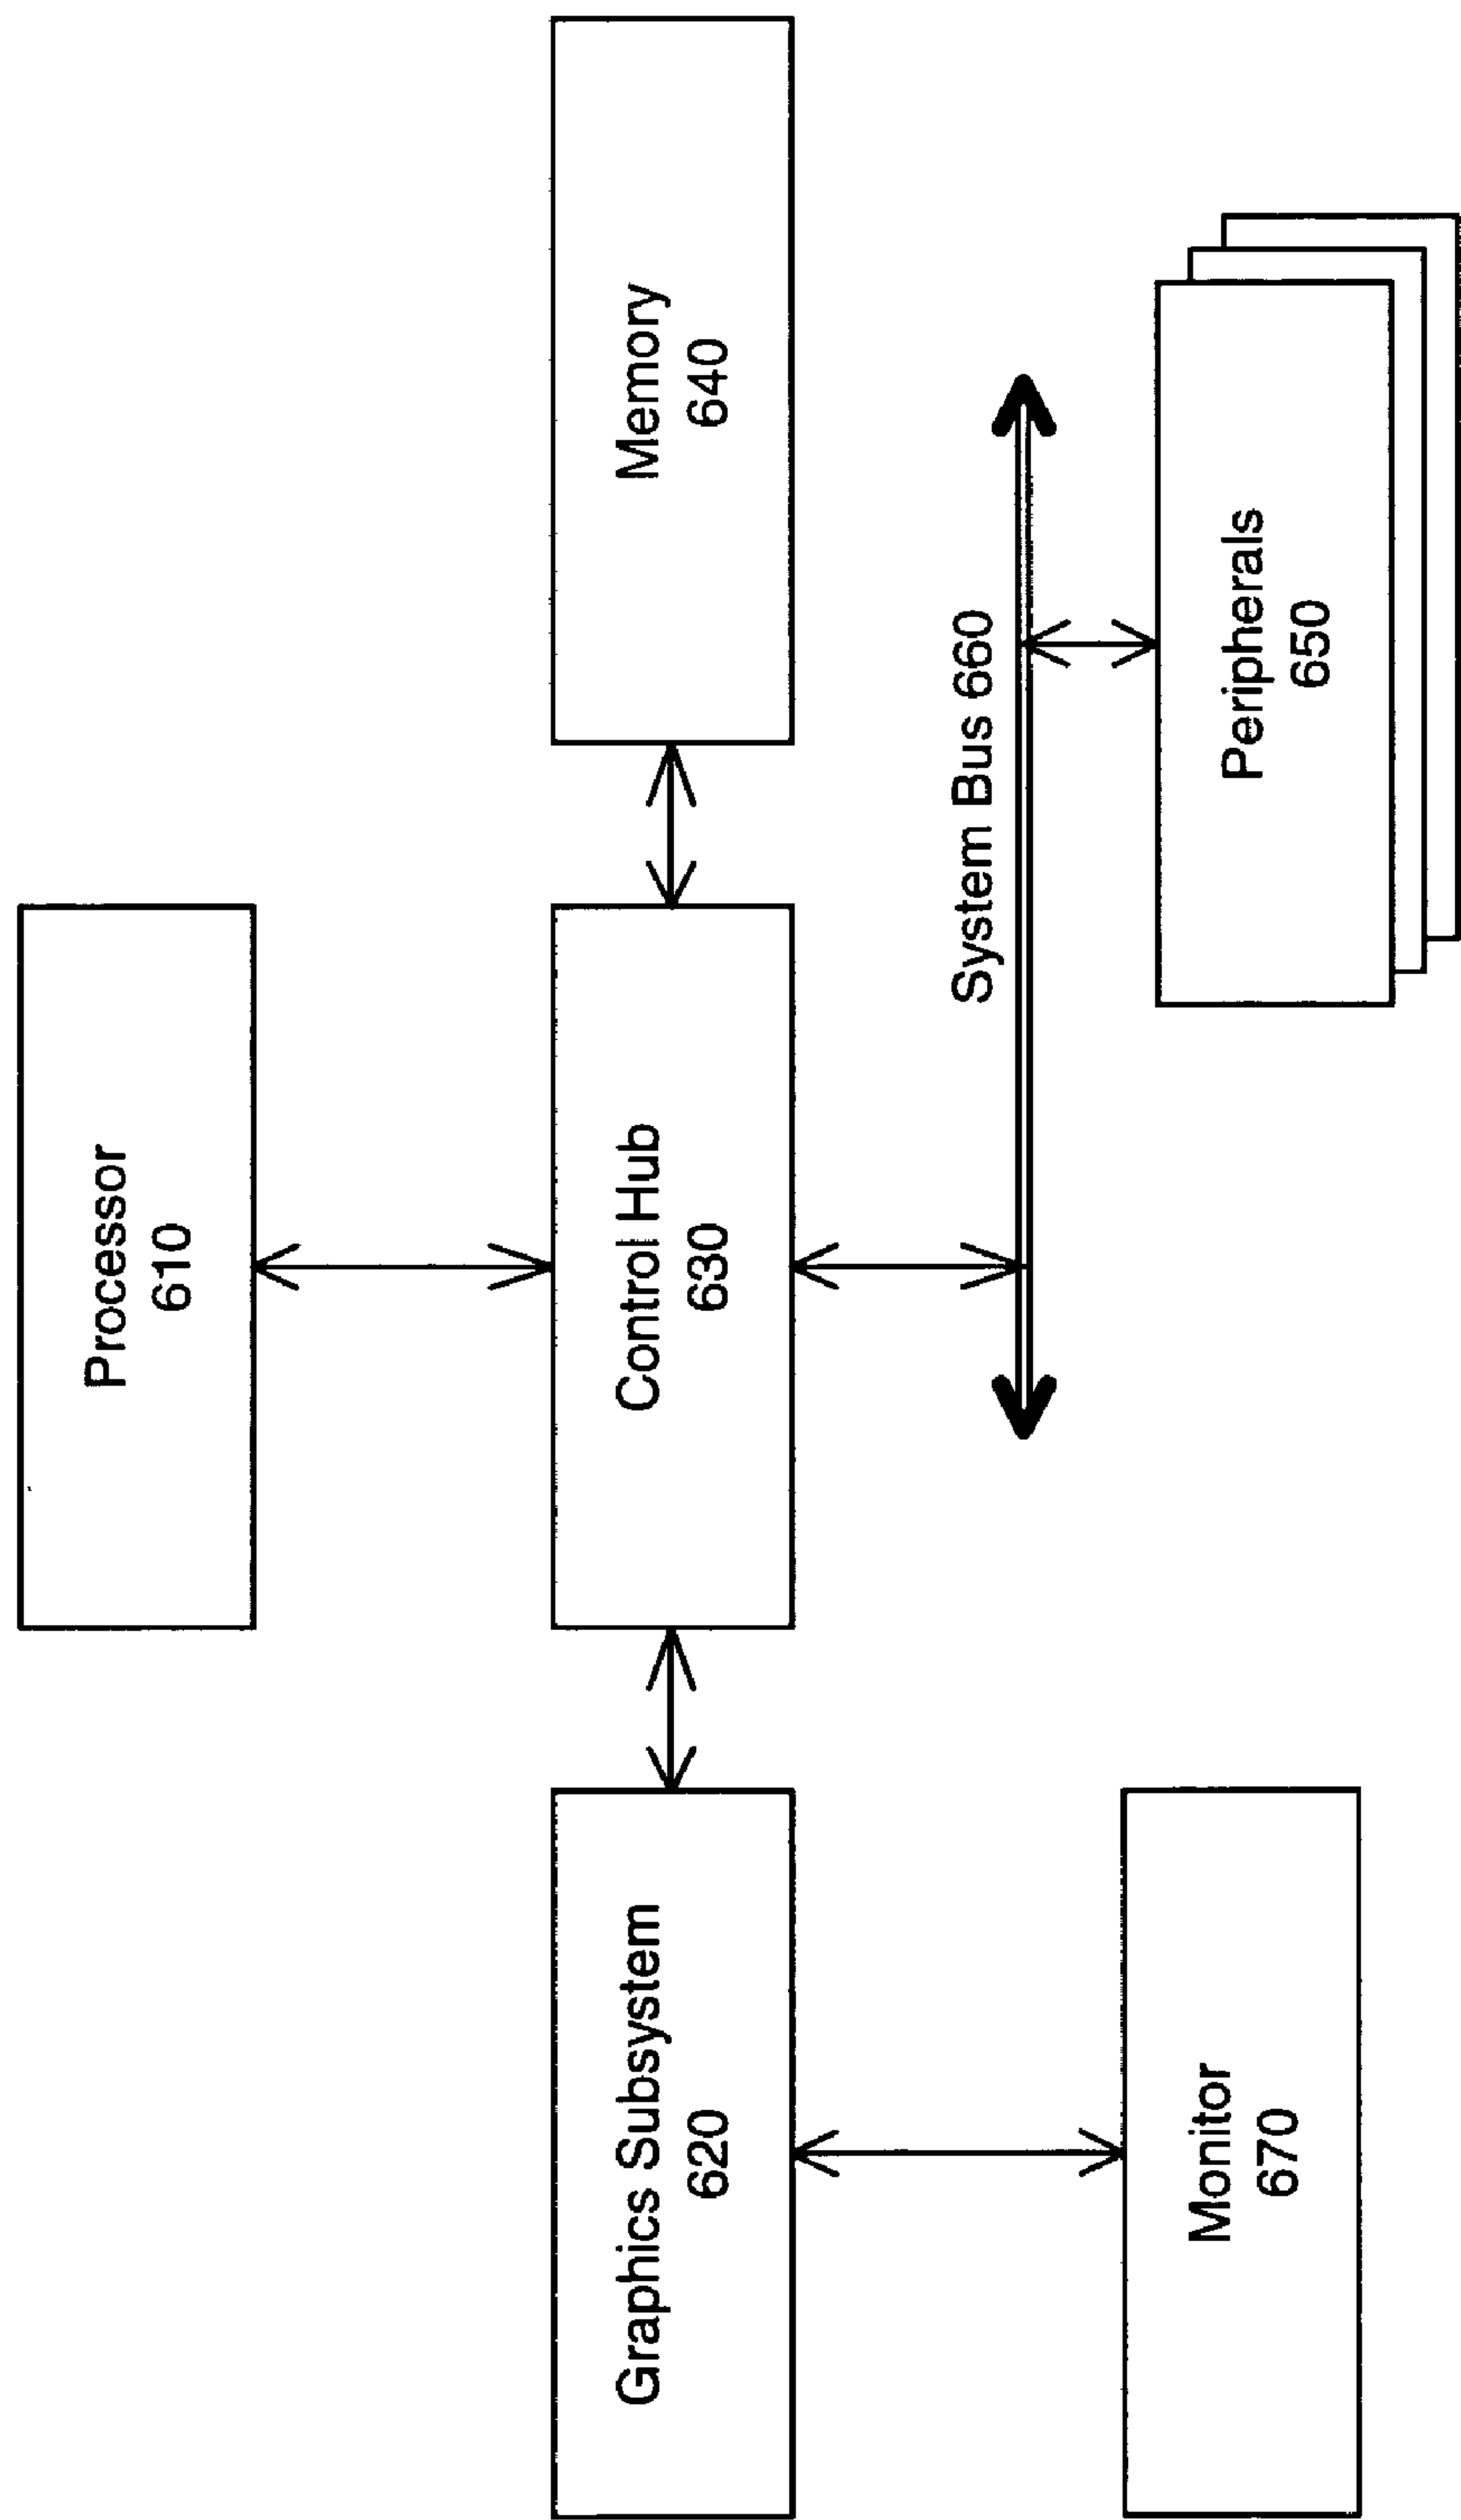 Processor
610
Graphics Subsystem
620
Control Hub
630
Memory
640
System Bus 660
Monitor
670
Peripherals
650